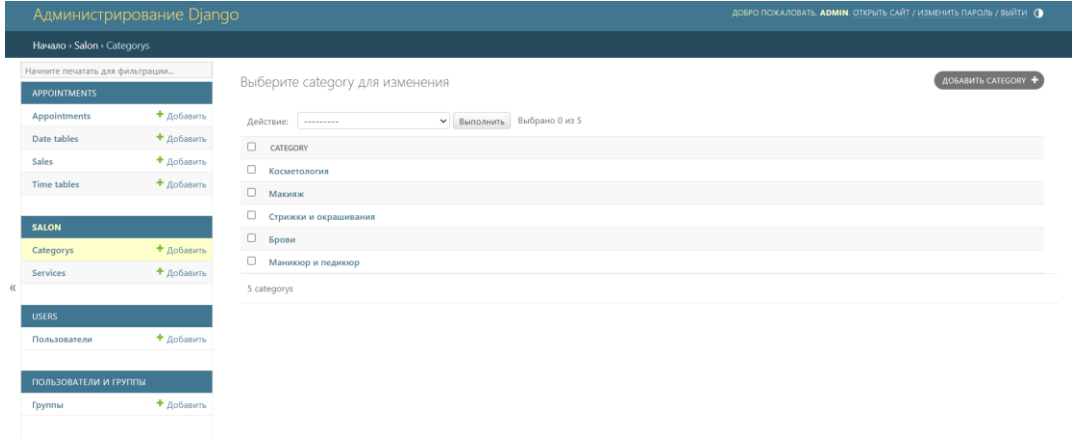 Администрирование Django
ДОБРО ПОЖАЛОВАТЬ, ADMIN. ОТКРЫТЬ САЙТ / ИЗМЕНИТЬ ПАРОЛЬ / ВЫЙТИ
Начало › Salon › Categorys
Начните печатать для фильтрации...
APPOINTMENTS
Appointments + Добавить
Date tables + Добавить
Sales + Добавить
Time tables + Добавить
SALON
Categorys + Добавить
Services + Добавить
«
USERS
Пользователи + Добавить
ПОЛЬЗОВАТЕЛИ И ГРУППЫ
Группы + Добавить
Выберите category для изменения
ДОБАВИТЬ CATEGORY +
Действие: --------- Выполнить Выбрано 0 из 5
CATEGORY
Косметология
Макияж
Стрижки и окрашивания
Брови
Маникюр и педикюр
5 categorys